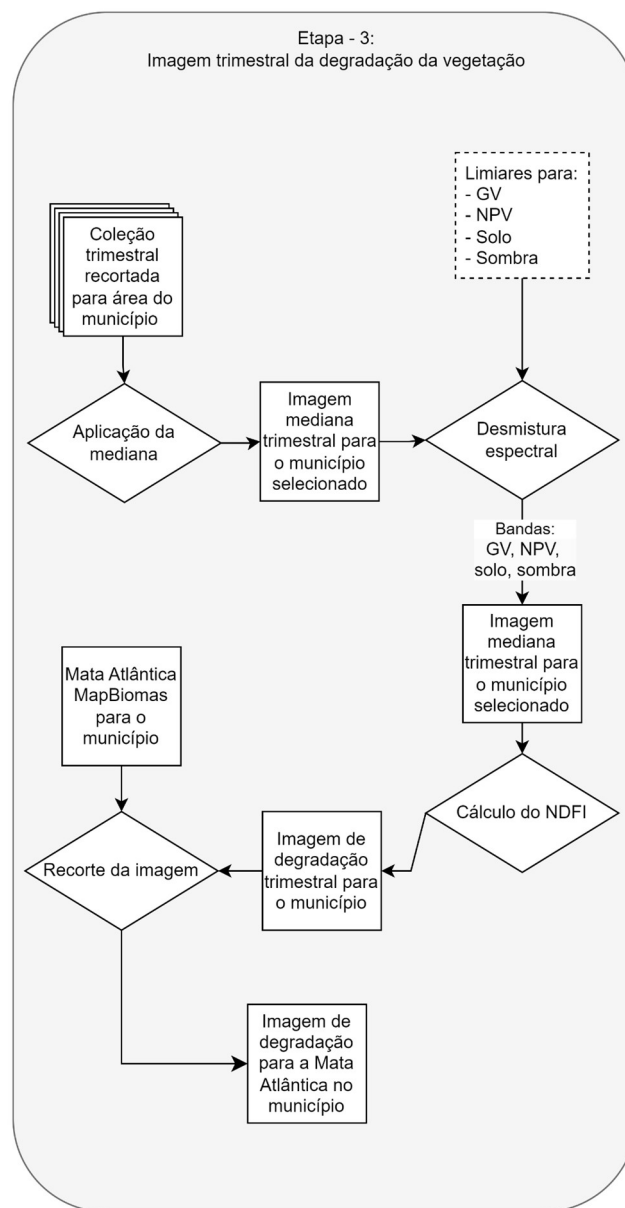 Etapa - 3:
Imagem trimestral da degradação da vegetação
Limiares para:
- GV
- NPV
- Solo
- Sombra
Coleção
trimestral
recortada
para área do
município
Aplicação da
mediana
Imagem
mediana
trimestral para
o município
selecionado
Desmistura
espectral
Bandas:
GV, NPV,
solo, sombra
Imagem
mediana
trimestral para
o município
selecionado
Mata Atlântica
MapBiomas
para o
município
Cálculo do NDFI
Imagem de
degradação
trimestral para
o município
Recorte da imagem
Imagem de
degradação
para a Mata
Atlântica no
município